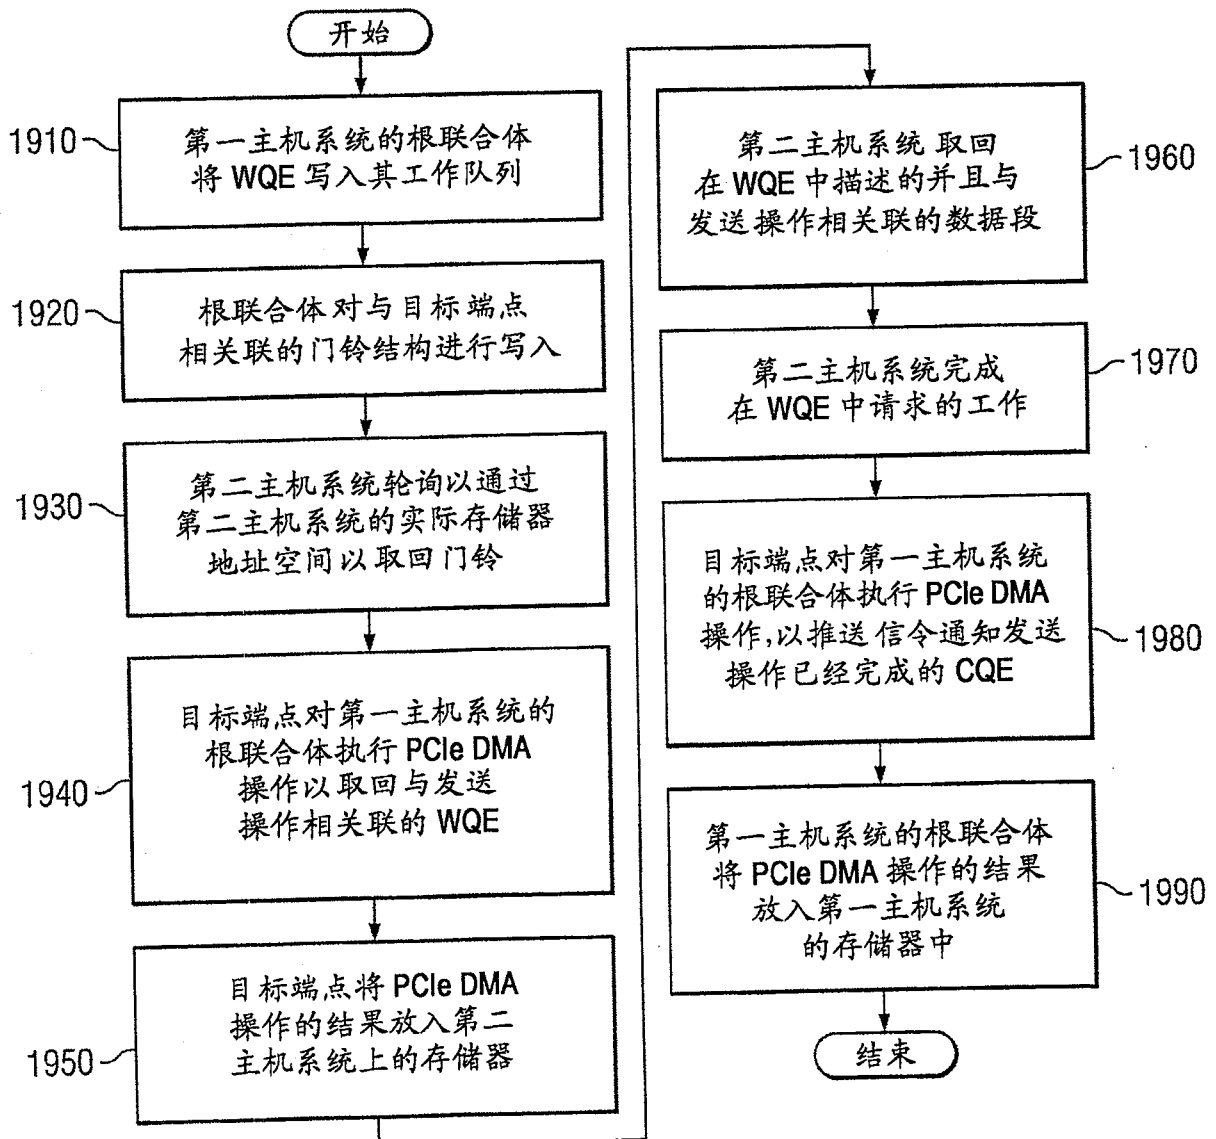 开始
1910
第一主机系统的根联合体
将 WQE 写入其工作队列
1920
根联合体对与目标端点
相关联的门铃结构进行写入
1930
第二主机系统轮询以通过
第二主机系统的实际存储器
地址空间以取回门铃
1940
目标端点对第一主机系统的
根联合体执行 PCIe DMA
操作以取回与发送
操作相关联的 WQE
1950
目标端点将 PCIe DMA
操作的结果放入第二
主机系统上的存储器
1960
第二主机系统 取回
在 WQE 中描述的并且与
发送操作相关联的数据段
1970
第二主机系统完成
在 WQE 中请求的工作
1980
目标端点对第一主机系统
的根联合体执行 PCIe DMA
操作,以推送信令通知发送
操作已经完成的 CQE
1990
第一主机系统的根联合体
将 PCIe DMA 操作的结果
放入第一主机系统
的存储器中
结束